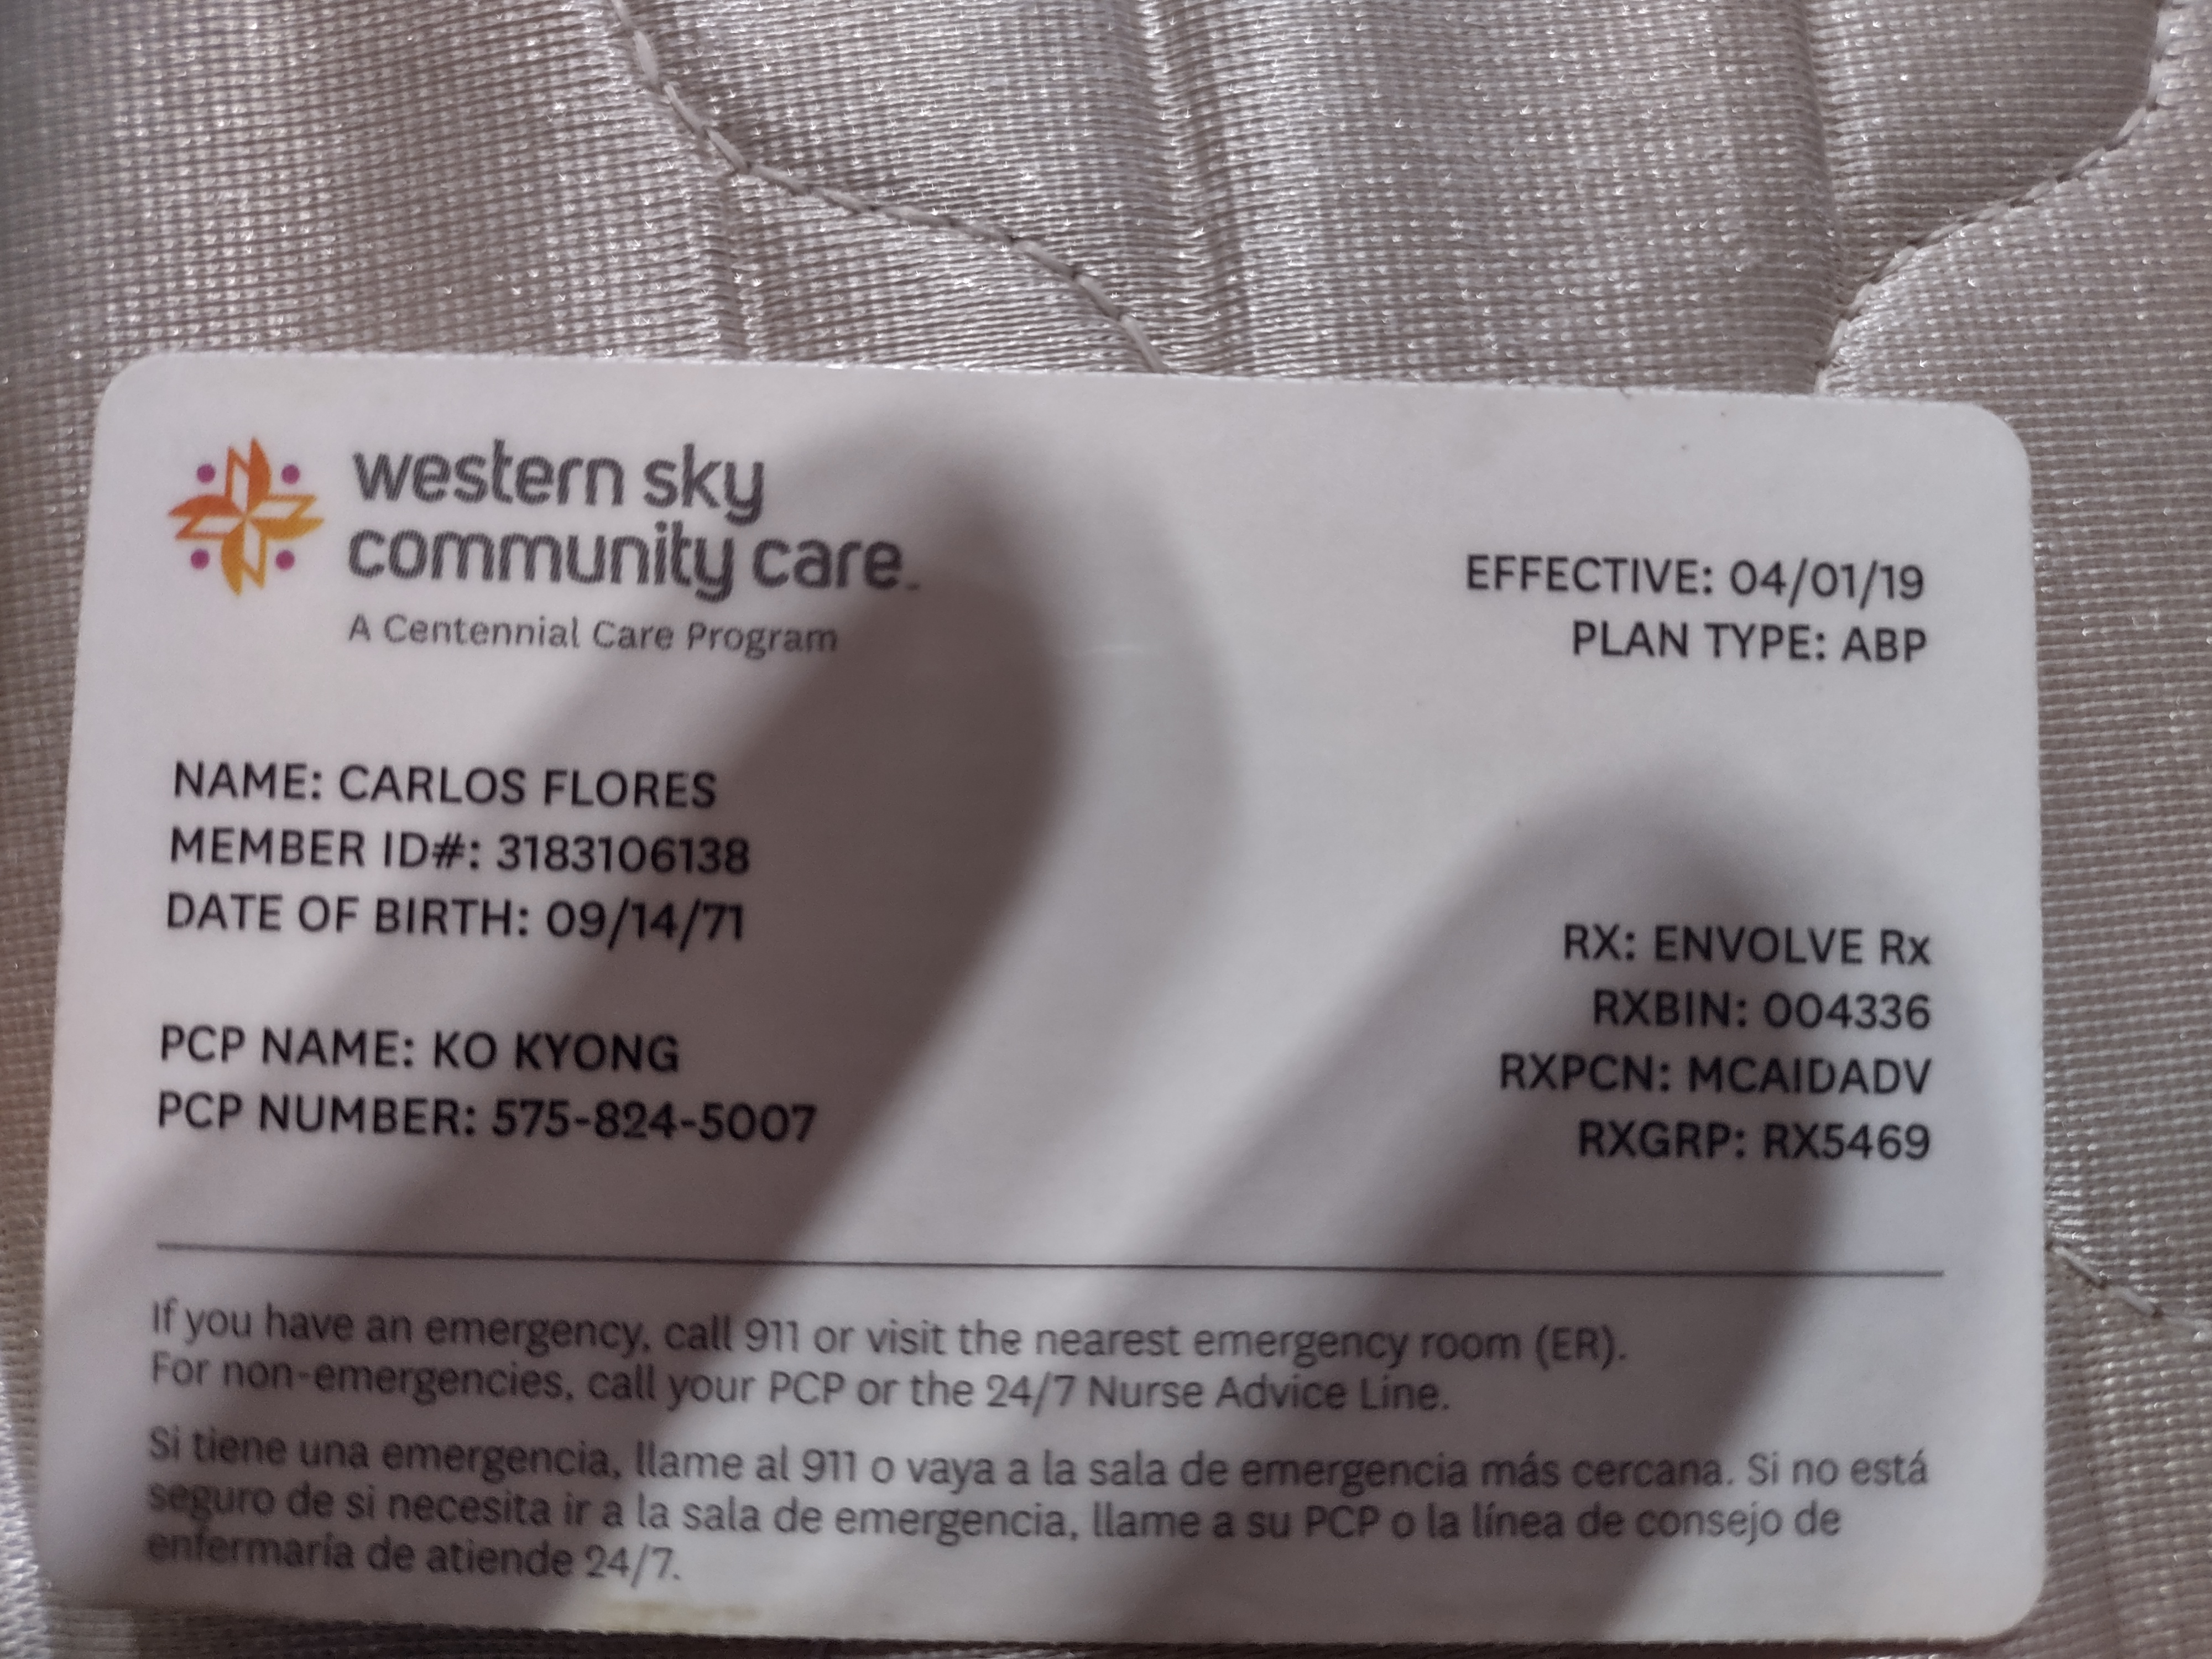 western sky
community care.
A Centennial Care Program
EFFECTIVE: 04/01/19
PLAN TYPE: ABP
NAME: CARLOS FLORES
MEMBER ID#: 3183106138
DATE OF BIRTH: 09/14/71
PCP NAME: KO KYONG
PCP NUMBER: 575-824-5007
RX: ENVOLVE Rx
RXBIN: 004336
RXPCN: MCAIDADV
RXGRP: RX5469
If you have an emergency, call 911 or visit the nearest emergency room (ER).
For non-emergencies, call your PCP or the 24/7 Nurse Advice Line.
Si tiene una emergencia, llame al 911 o vaya a la sala de emergencia más cercana. Si no está
seguro de si necesita ir a la sala de emergencia, llame a su PCP o la línea de consejo de
enfermaría de atiende 24/7.